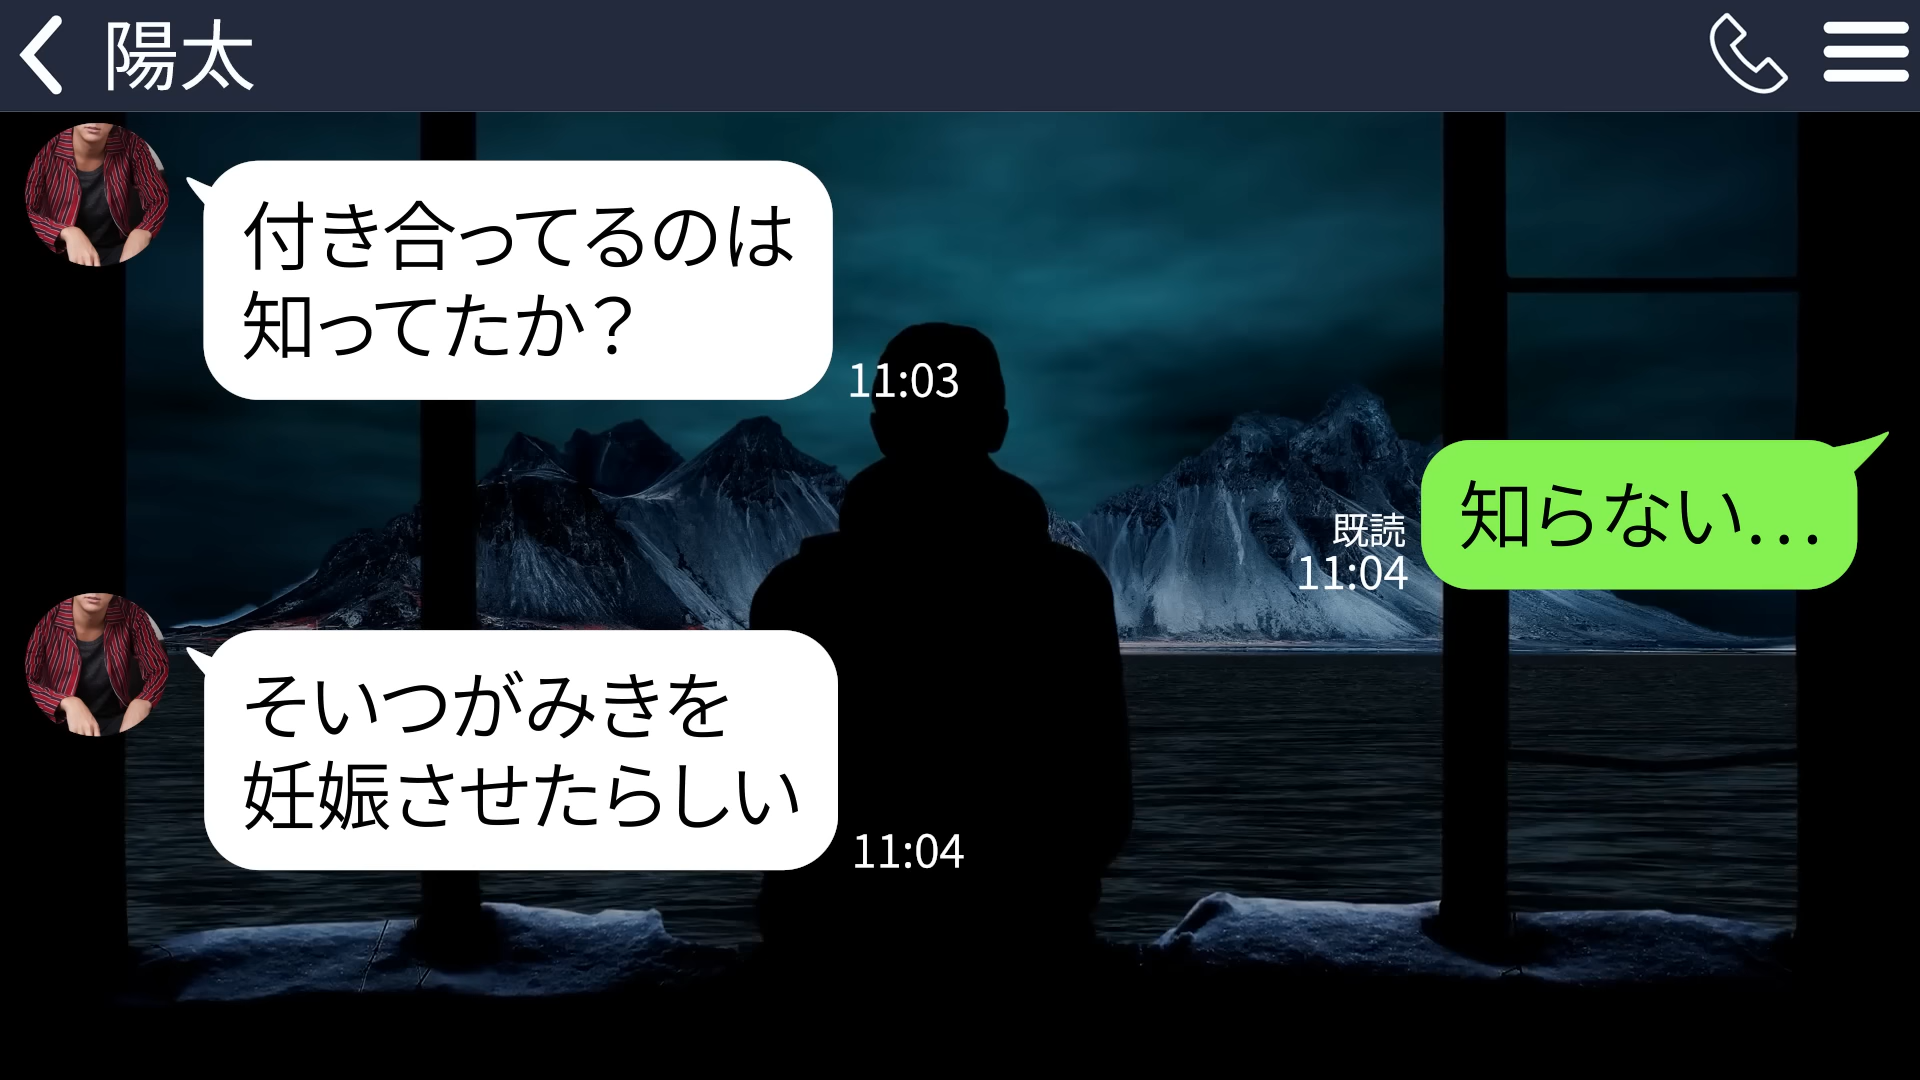 陽太
付き合ってるのは
知ってたか？
11:03
知らない...
既読
11:04
そいつがみきを
妊娠させたらしい
11:04